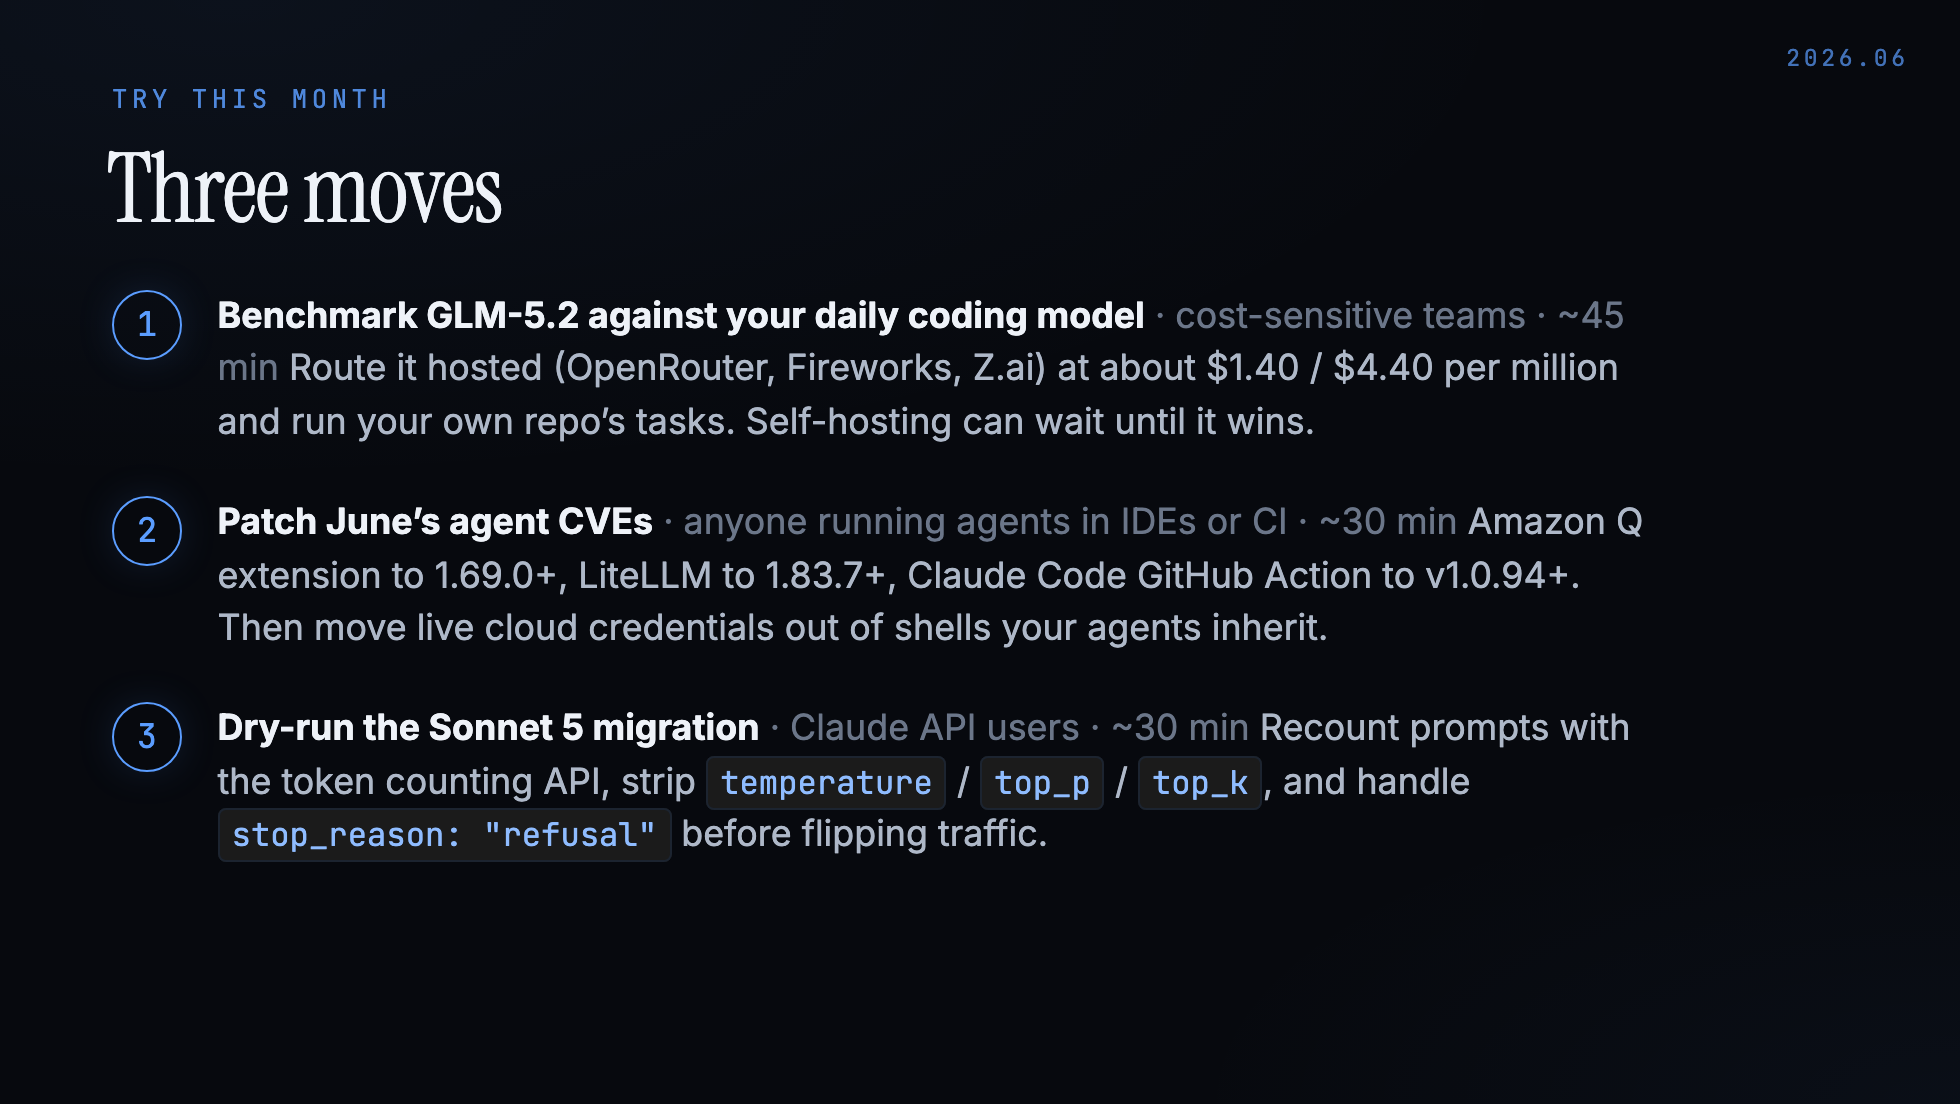 2026.06
TRY THIS MONTH
Three moves
1
Benchmark GLM-5.2 against your daily coding model · cost-sensitive teams · ~45
min Route it hosted (OpenRouter, Fireworks, Z.ai) at about $1.40 / $4.40 per million
and run your own repo’s tasks. Self-hosting can wait until it wins.
2
Patch June’s agent CVEs · anyone running agents in IDEs or CI · ~30 min Amazon Q
extension to 1.69.0+, LiteLLM to 1.83.7+, Claude Code GitHub Action to v1.0.94+.
Then move live cloud credentials out of shells your agents inherit.
3
Dry-run the Sonnet 5 migration · Claude API users · ~30 min Recount prompts with
the token counting API, strip temperature / top_p / top_k, and handle
stop_reason: "refusal" before flipping traffic.